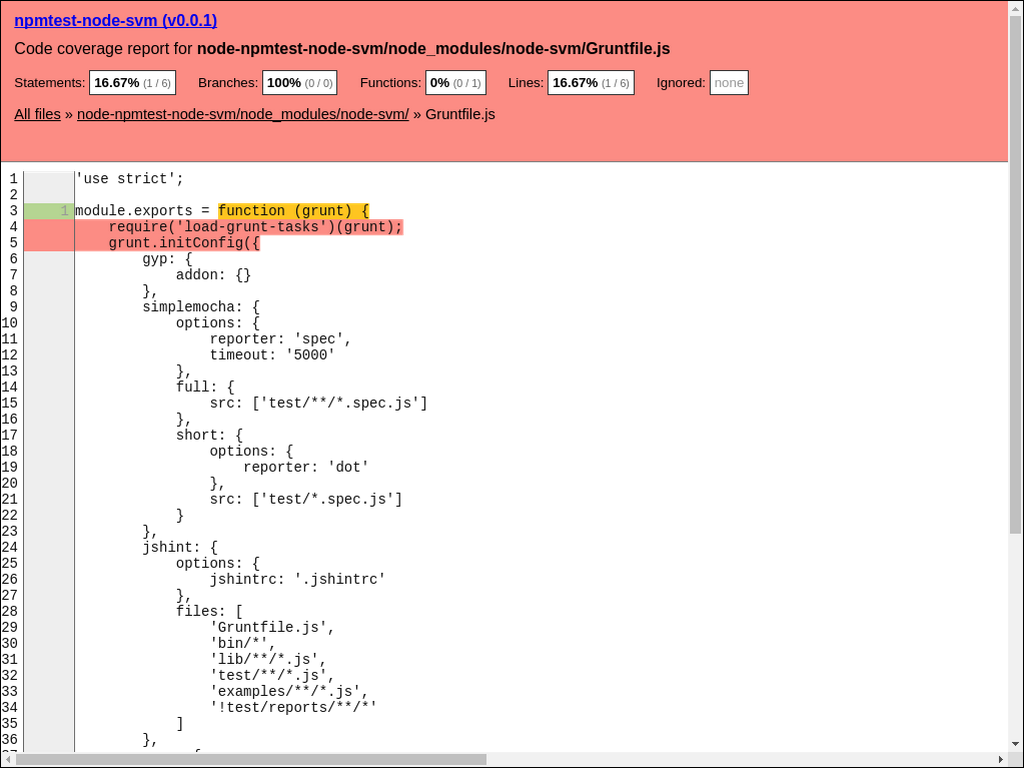 npmtest-node-svm (v0.0.1)
Code coverage report for node-npmtest-node-svm/node_modules/node-svm/Gruntfile.js
Statements: 16.67% (1 / 6) Branches: 100% (0 / 0) Functions: 0% (0 / 1) Lines: 16.67% (1 / 6) Ignored: none
All files » node-npmtest-node-svm/node_modules/node-svm/ » Gruntfile.js
1 'use strict';
2
3 1 module.exports = function (grunt) {
4     require('load-grunt-tasks')(grunt);
5     grunt.initConfig({
6         gyp: {
7             addon: {}
8         },
9         simplemocha: {
10             options: {
11                 reporter: 'spec',
12                 timeout: '5000'
13             },
14             full: {
15                 src: ['test/**/*.spec.js']
16             },
17             short: {
18                 options: {
19                     reporter: 'dot'
20                 },
21                 src: ['test/*.spec.js']
22             }
23         },
24         jshint: {
25             options: {
26                 jshintrc: '.jshintrc'
27             },
28             files: [
29                 'Gruntfile.js',
30                 'bin/*',
31                 'lib/**/*.js',
32                 'test/**/*.js',
33                 'examples/**/*.js',
34                 '!test/reports/**/*'
35             ]
36         },